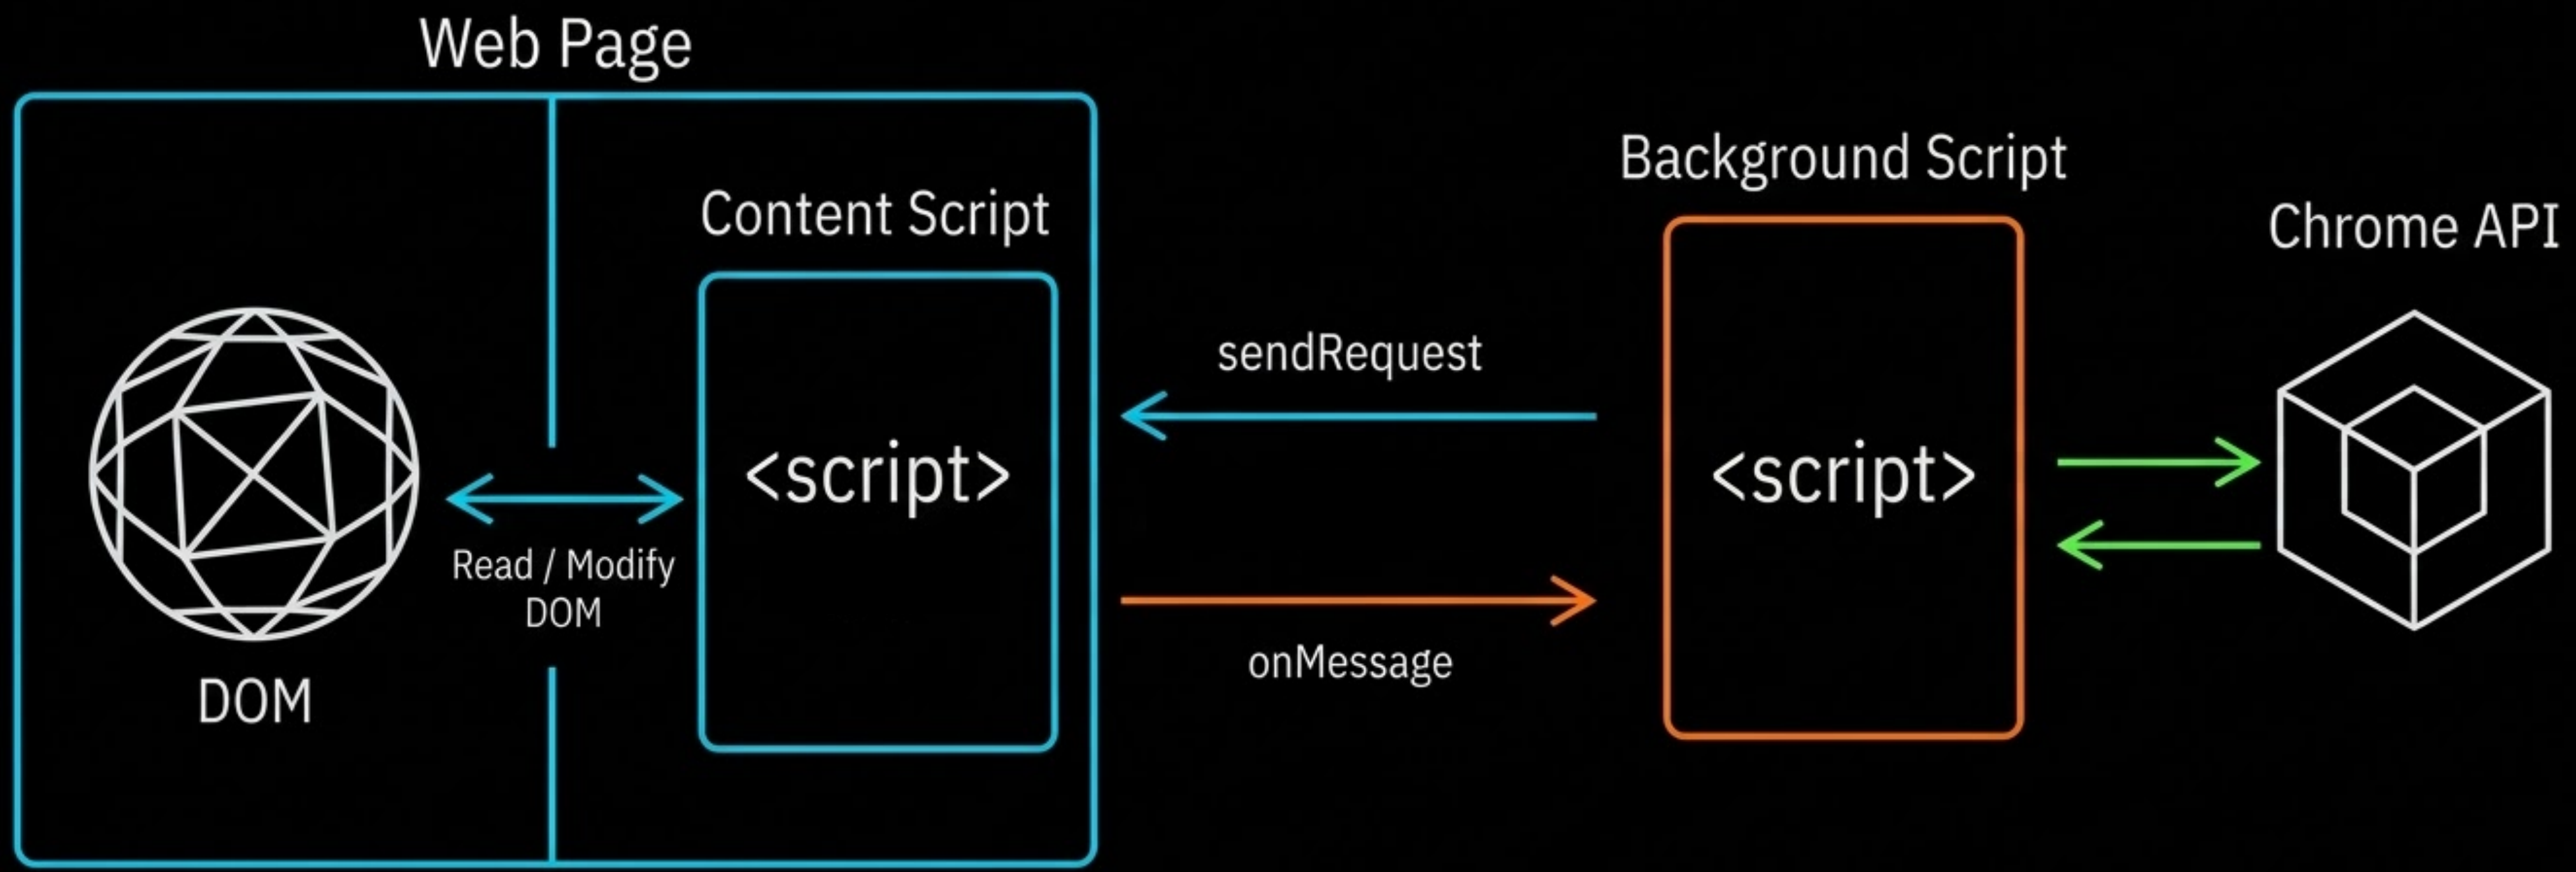 Web Page
Content Script
<script>
Read / Modify
DOM
DOM
sendRequest
onMessage
Background Script
<script>
Chrome API